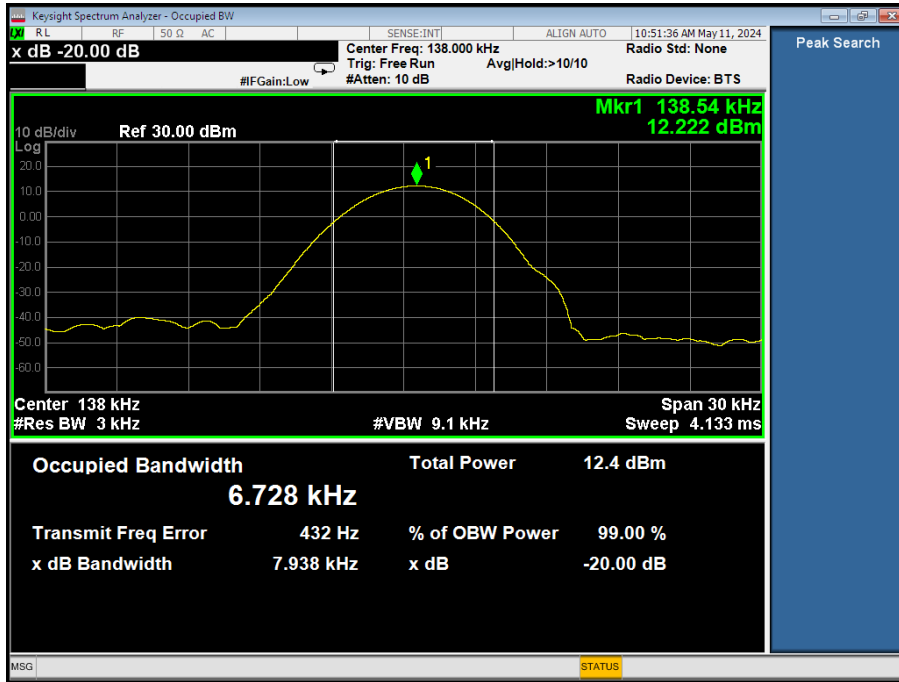 Keysight Spectrum Analyzer - Occupied BW
LXI RL RF 50 Ω AC SENSE:INT ALIGN AUTO 10:51:36 AM May 11, 2024
x dB -20.00 dB
Center Freq: 138.000 kHz Radio Std: None
Trig: Free Run Avg|Hold:>10/10
#IFGain:Low #Atten: 10 dB Radio Device: BTS
Peak Search
Mkr1 138.54 kHz
12.222 dBm
10 dB/div Ref 30.00 dBm
Log
20.0
10.0
0.00
-10.0
-20.0
-30.0
-40.0
-50.0
-60.0
1
Center 138 kHz Span 30 kHz
#Res BW 3 kHz #VBW 9.1 kHz Sweep 4.133 ms
Occupied Bandwidth Total Power 12.4 dBm
6.728 kHz
Transmit Freq Error 432 Hz % of OBW Power 99.00 %
x dB Bandwidth 7.938 kHz x dB -20.00 dB
MSG STATUS